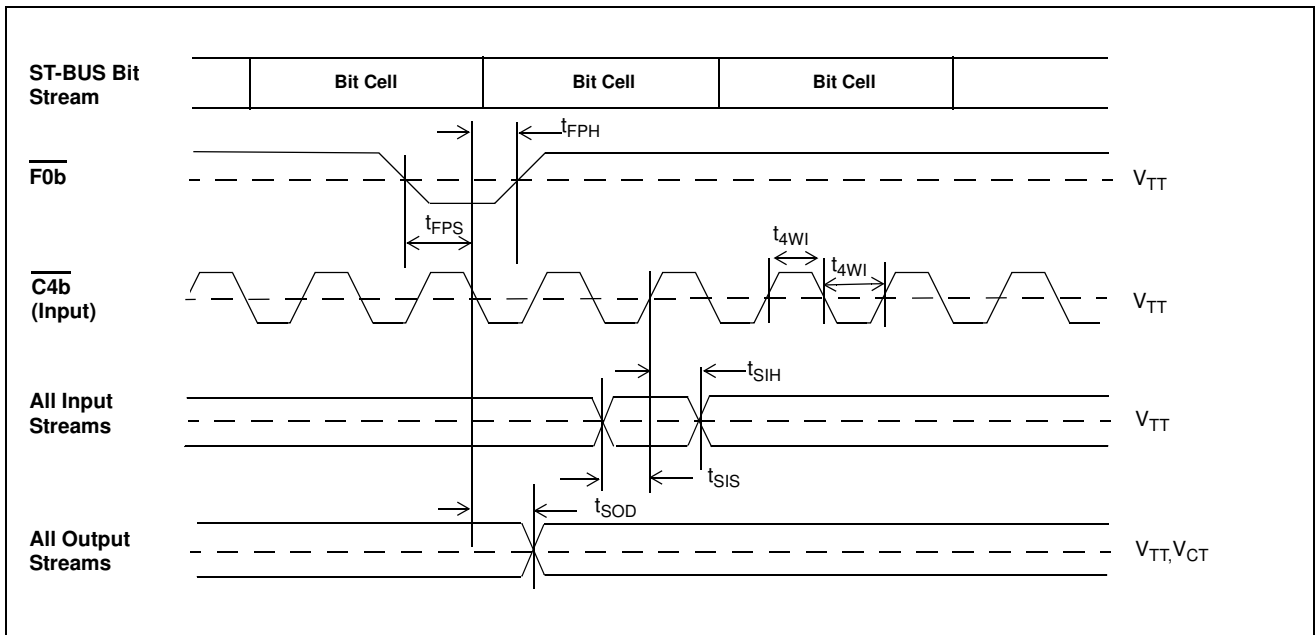 ST-BUS Bit
Stream
Bit Cell
Bit Cell
Bit Cell
tFPH
F0b
VTT
tFPS
t4WI
t4WI
C4b
(Input)
VTT
tSIH
All Input
Streams
VTT
tSIS
tSOD
All Output
Streams
VTT,VCT